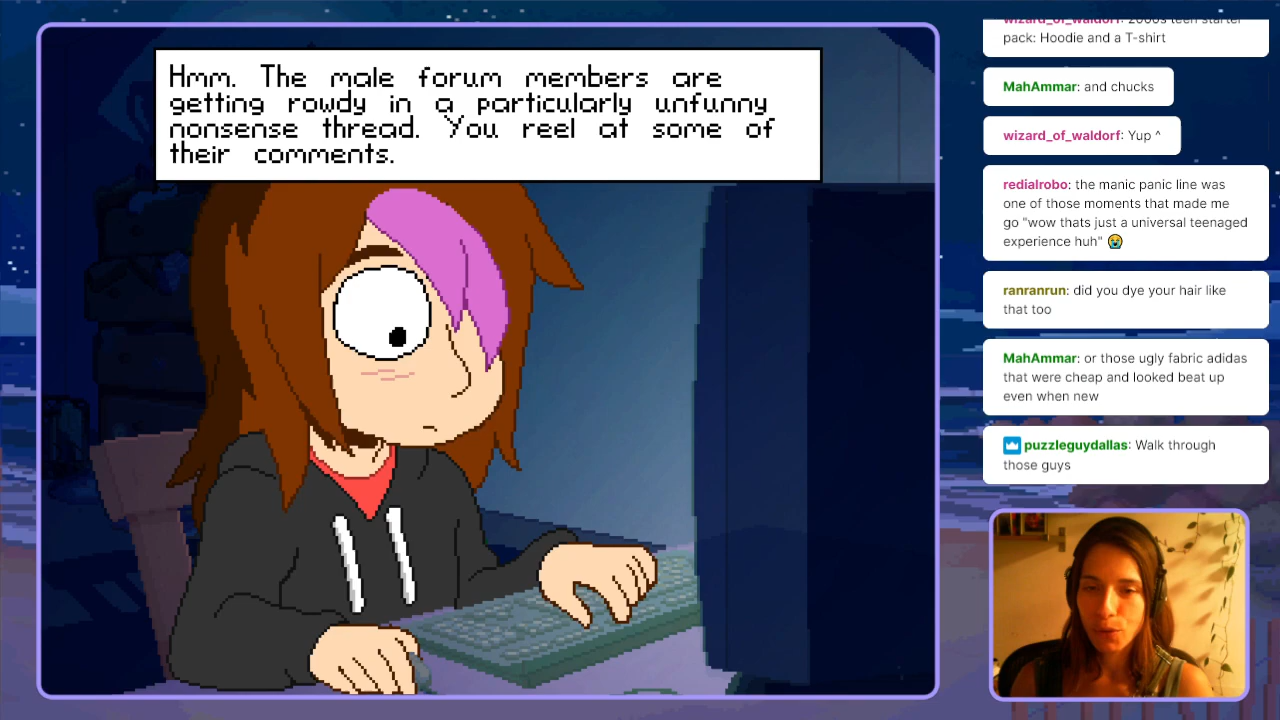 Hmm. The male forum members are
getting rowdy in a particularly unfunny
nonsense thread. You reel at some of
their comments.
wizard_of_waldorf: 2000s teen starter
pack: Hoodie and a T-shirt
MahAmmar: and chucks
wizard_of_waldorf: Yup ^
redialrobo: the manic panic line was
one of those moments that made me
go "wow thats just a universal teenaged
experience huh" 😭
ranranrun: did you dye your hair like
that too
MahAmmar: or those ugly fabric adidas
that were cheap and looked beat up
even when new
puzzleguydallas: Walk through
those guys